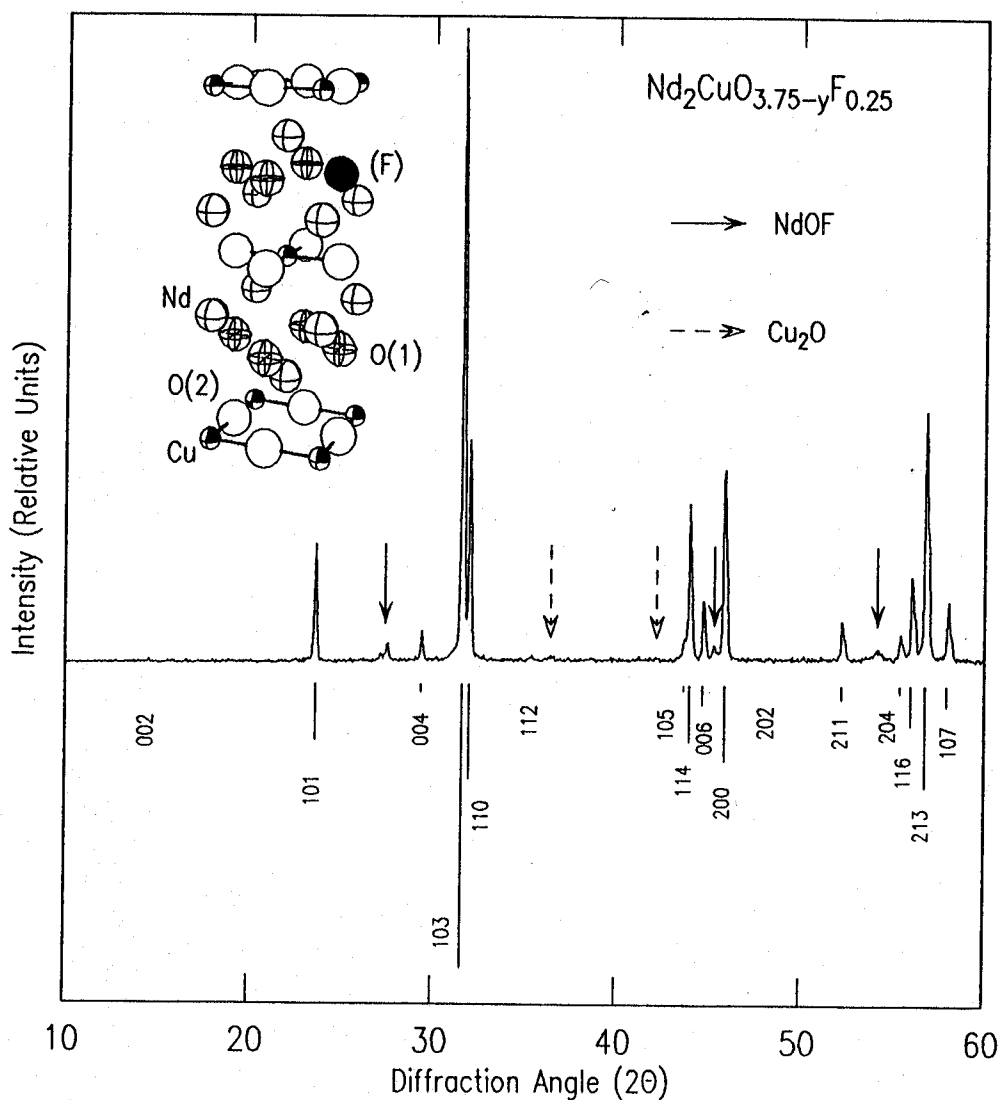 Nd₂CuO₃.₇₅₋yF₀.₂₅
(F)
NdOF
Nd
Cu₂O
O(1)
O(2)
Cu
Intensity (Relative Units)
002
101
004
103
110
112
105
114
006
200
202
211
204
116
213
107
10
20
30
40
50
60
Diffraction Angle (2Θ)